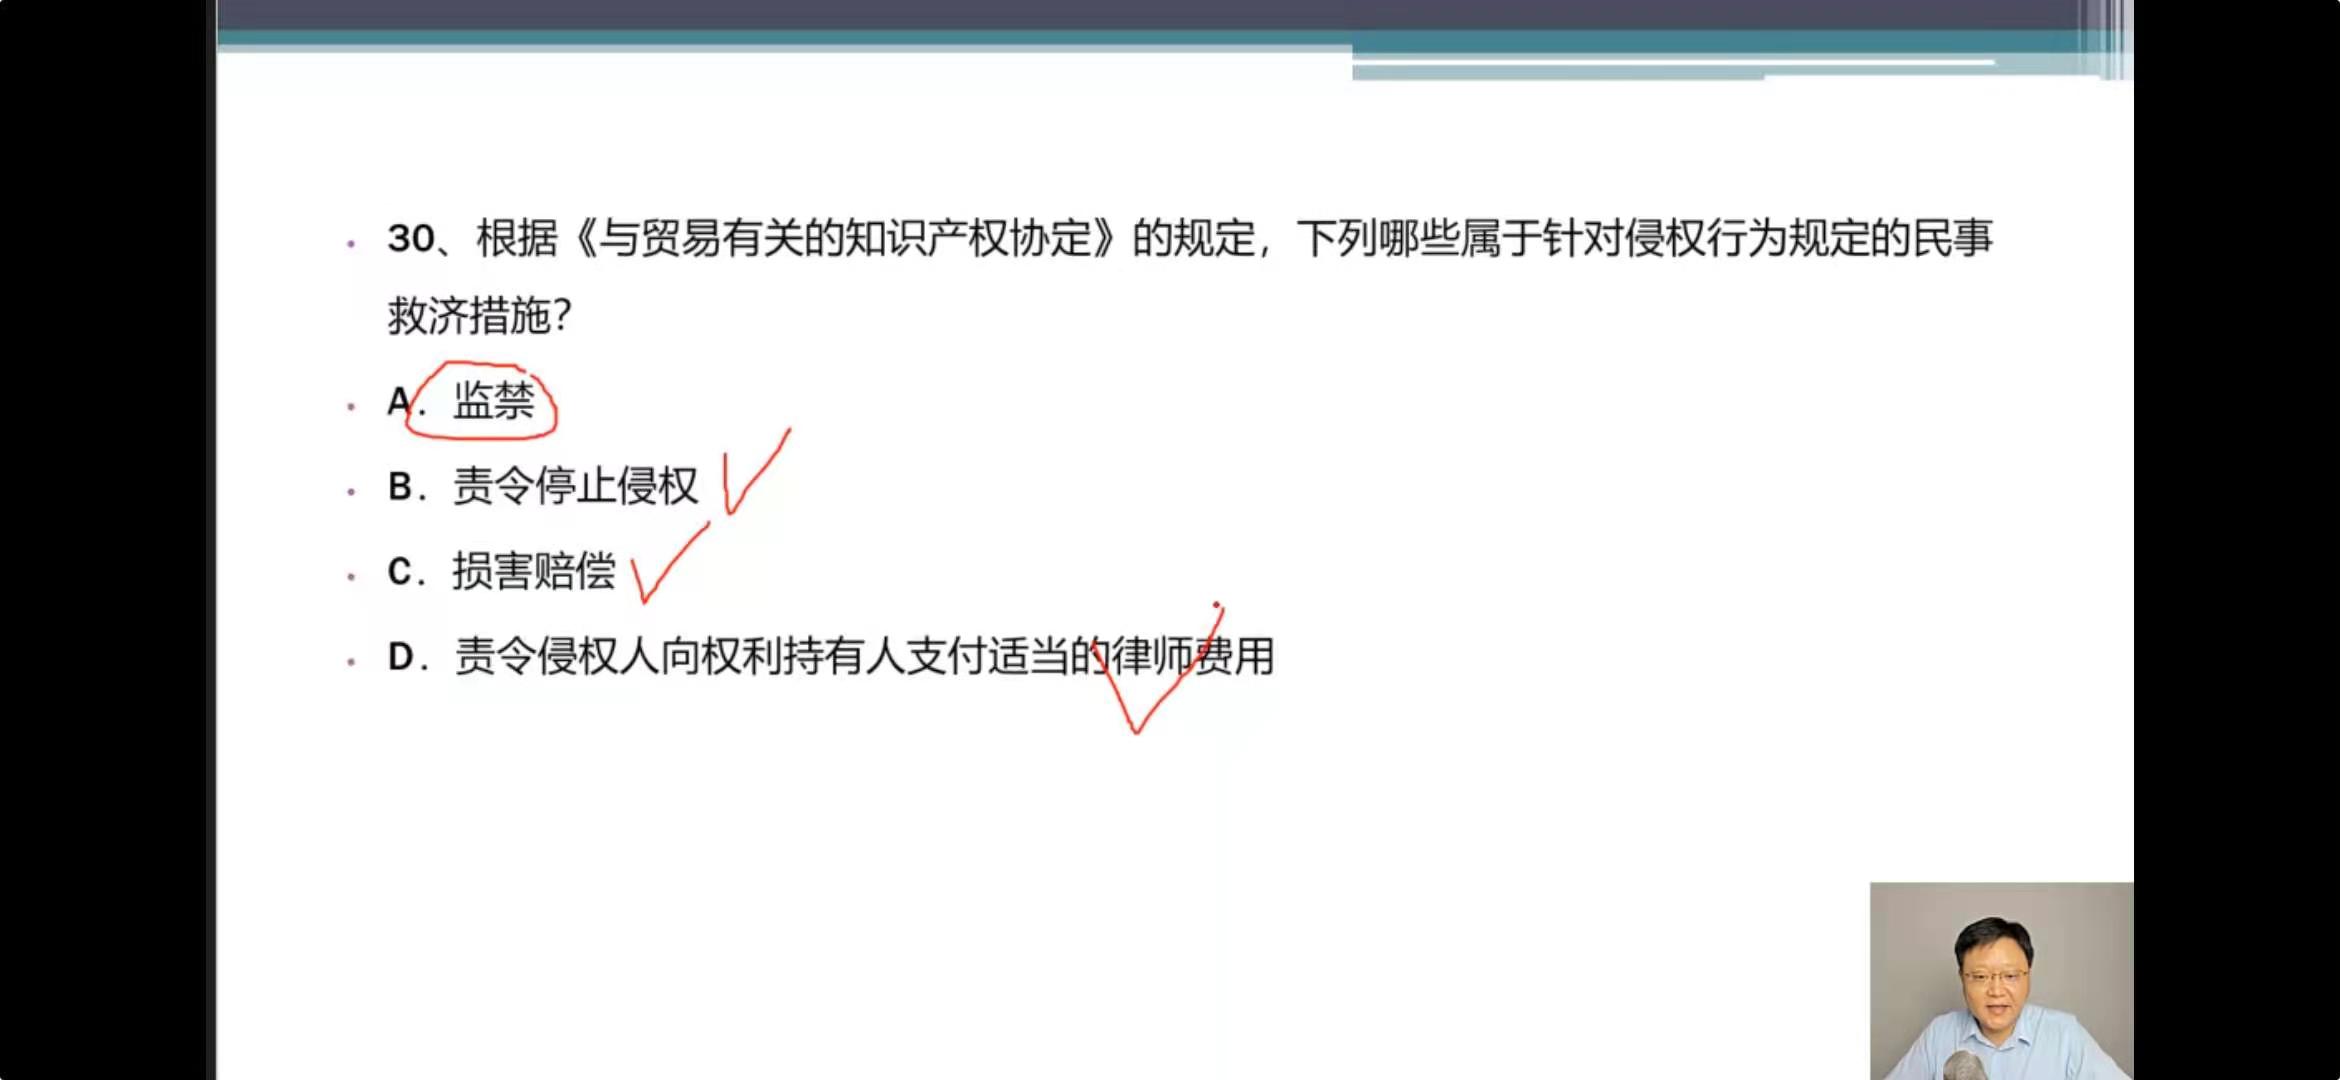 30、根据《与贸易有关的知识产权协定》的规定，下列哪些属于针对侵权行为规定的民事
救济措施？
A．监禁
B．责令停止侵权
C．损害赔偿
D．责令侵权人向权利持有人支付适当的律师费用